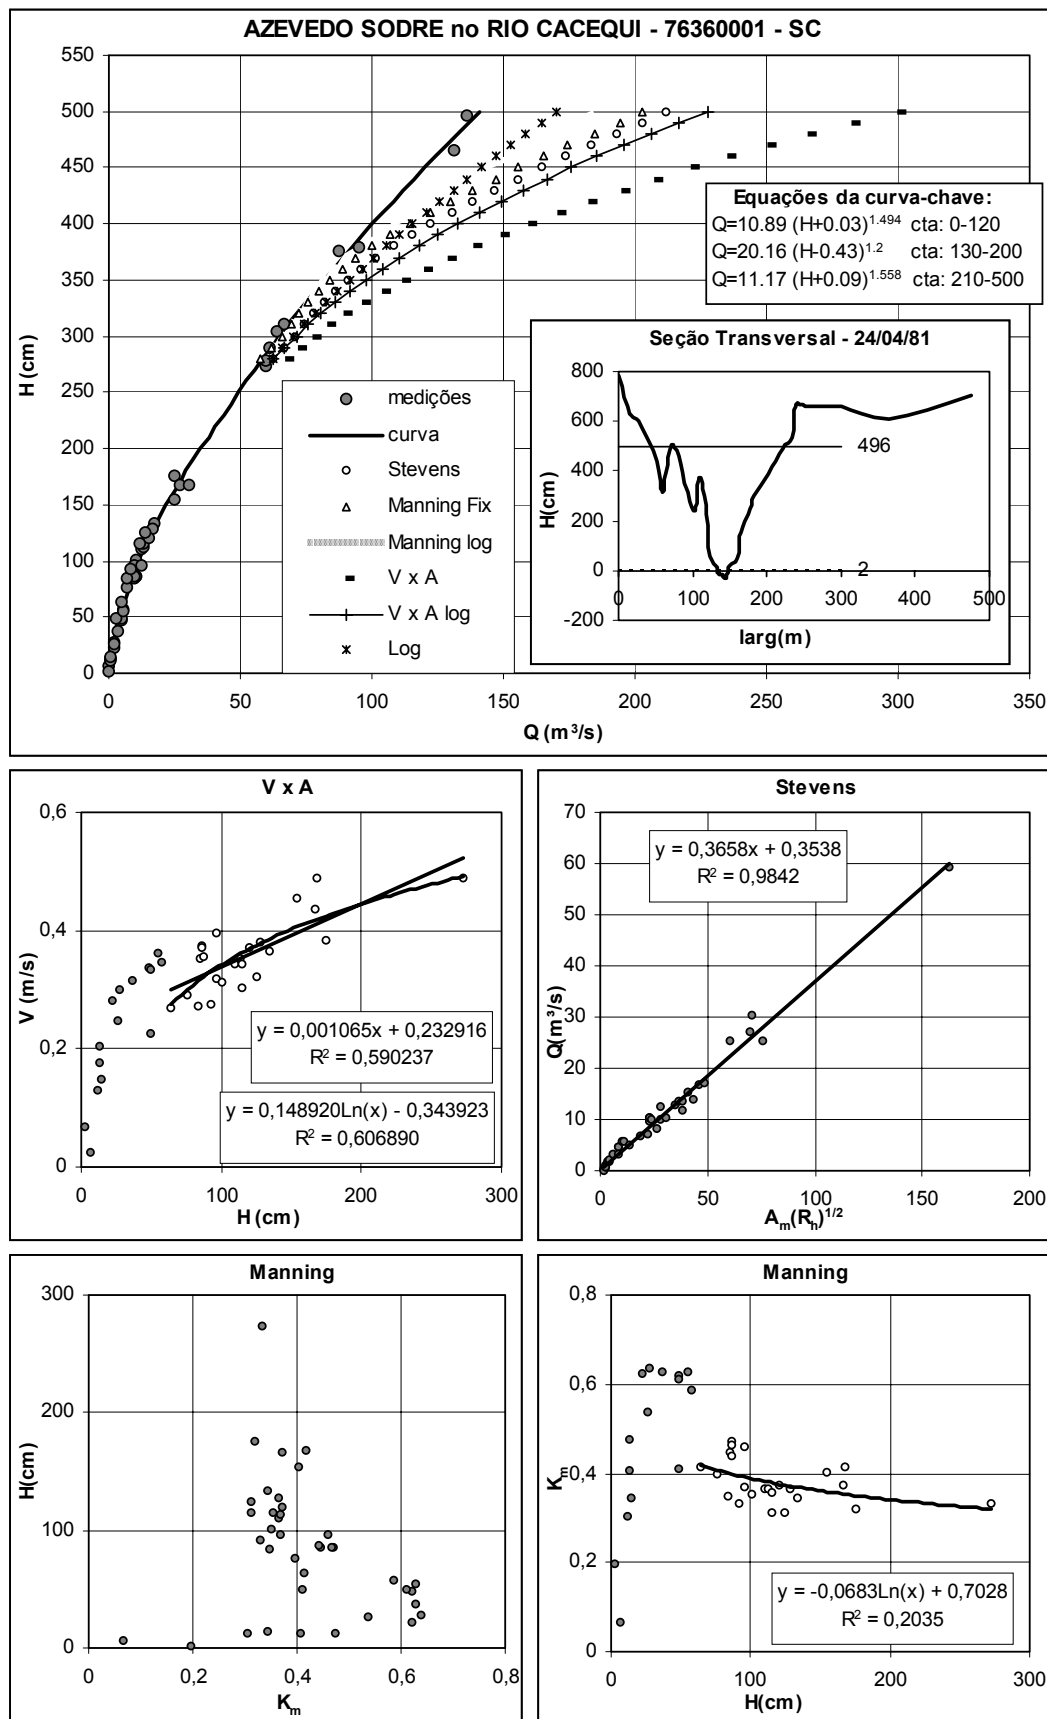 AZEVEDO SODRE no RIO CACEQUI - 76360001 - SC
550
500
450
400
350
300
250
200
150
100
50
0
H (cm)
0 50 100 150 200 250 300 350
Q (m³/s)
medições
curva
Stevens
Manning Fix
Manning log
V x A
V x A log
Log
Equações da curva-chave:
Q=10.89 (H+0.03)^1.494 cta: 0-120
Q=20.16 (H-0.43)^1.2 cta: 130-200
Q=11.17 (H+0.09)^1.558 cta: 210-500
Seção Transversal - 24/04/81
800
600
400
200
0
-200
H(cm)
496
2
0 100 200 300 400 500
larg(m)
V x A
0,6
0,4
0,2
0
V (m/s)
y = 0,001065x + 0,232916
R² = 0,590237
y = 0,148920Ln(x) - 0,343923
R² = 0,606890
0 100 200 300
H (cm)
Stevens
70
60
50
40
30
20
10
0
Q(m³/s)
y = 0,3658x + 0,3538
R² = 0,9842
0 50 100 150 200
Am(Rh)^1/2
Manning
300
200
100
0
H(cm)
0 0,2 0,4 0,6 0,8
Km
Manning
0,8
0,6
0,4
0,2
0
Km
y = -0,0683Ln(x) + 0,7028
R² = 0,2035
0 100 200 300
H(cm)